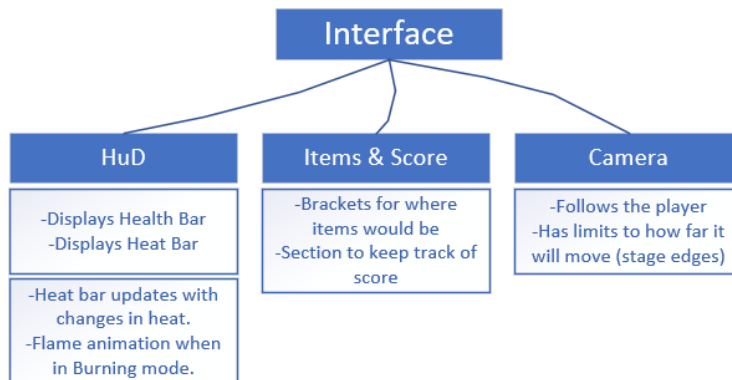 Interface
HuD
-Displays Health Bar
-Displays Heat Bar
-Heat bar updates with
changes in heat.
-Flame animation when
in Burning mode.
Items & Score
-Brackets for where
items would be
-Section to keep track of
score
Camera
-Follows the player
-Has limits to how far it
will move (stage edges)